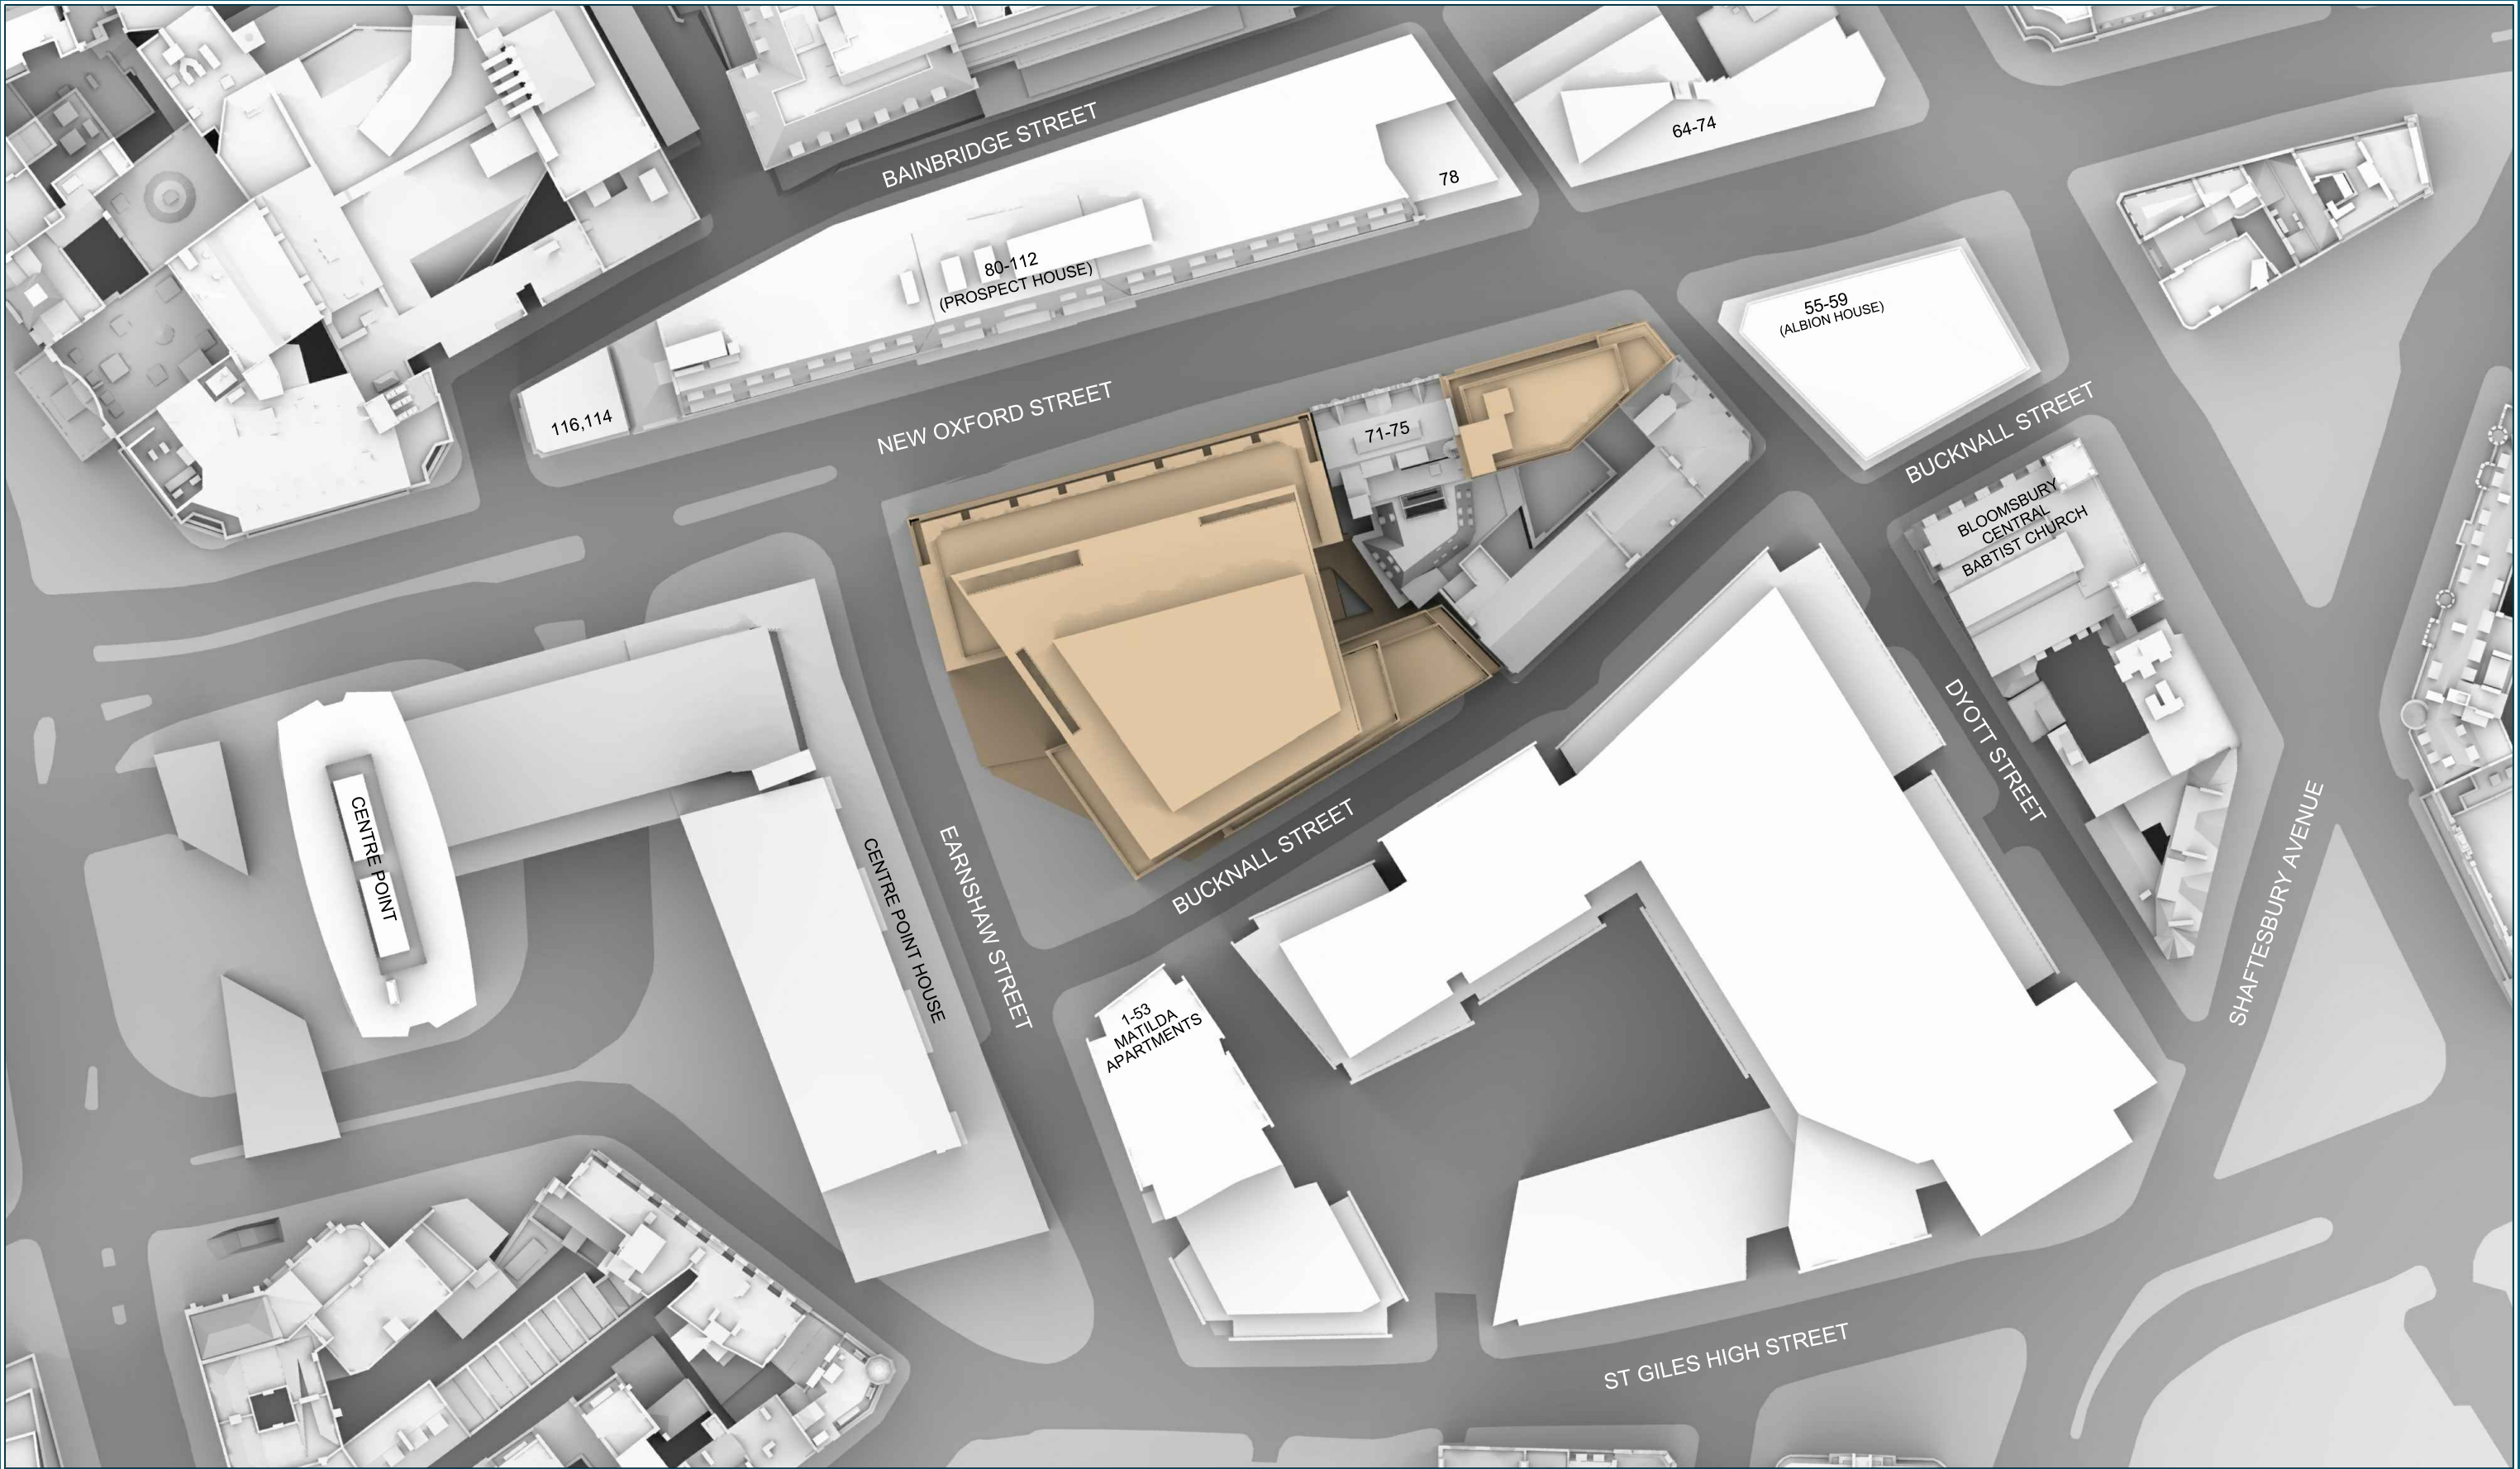 BAINBRIDGE STREET
64-74
78
80-112
(PROSPECT HOUSE)
55-59
(ALBION HOUSE)
116,114
NEW OXFORD STREET
71-75
BUCKNALL STREET
BLOOMSBURY
CENTRAL
BABTIST CHURCH
DYOTT STREET
CENTRE POINT
CENTRE POINT HOUSE
EARNSHAW STREET
BUCKNALL STREET
SHAFTESBURY AVENUE
1-53
MATILDA
APARTMENTS
ST GILES HIGH STREET